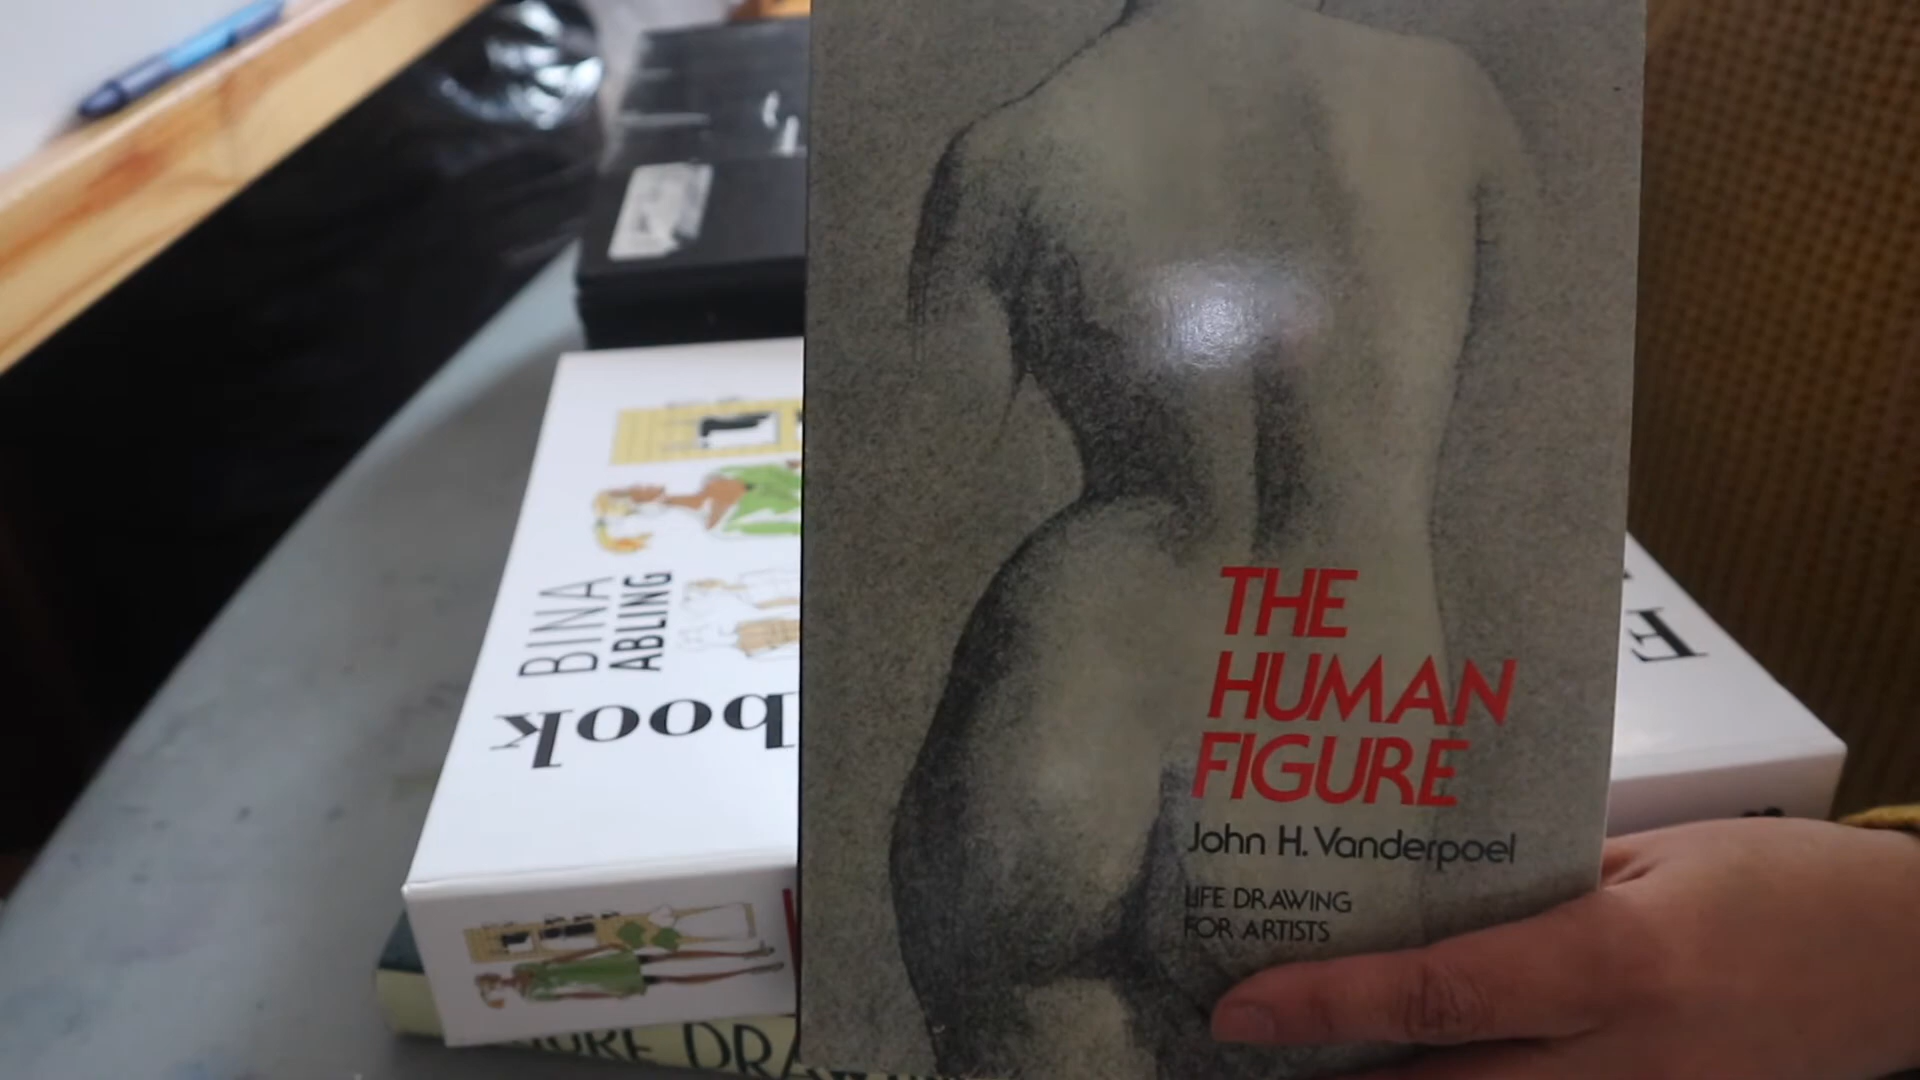 THE
HUMAN
FIGURE
John H. Vanderpoel
LIFE DRAWING
FOR ARTISTS
BINA
ABLING
book